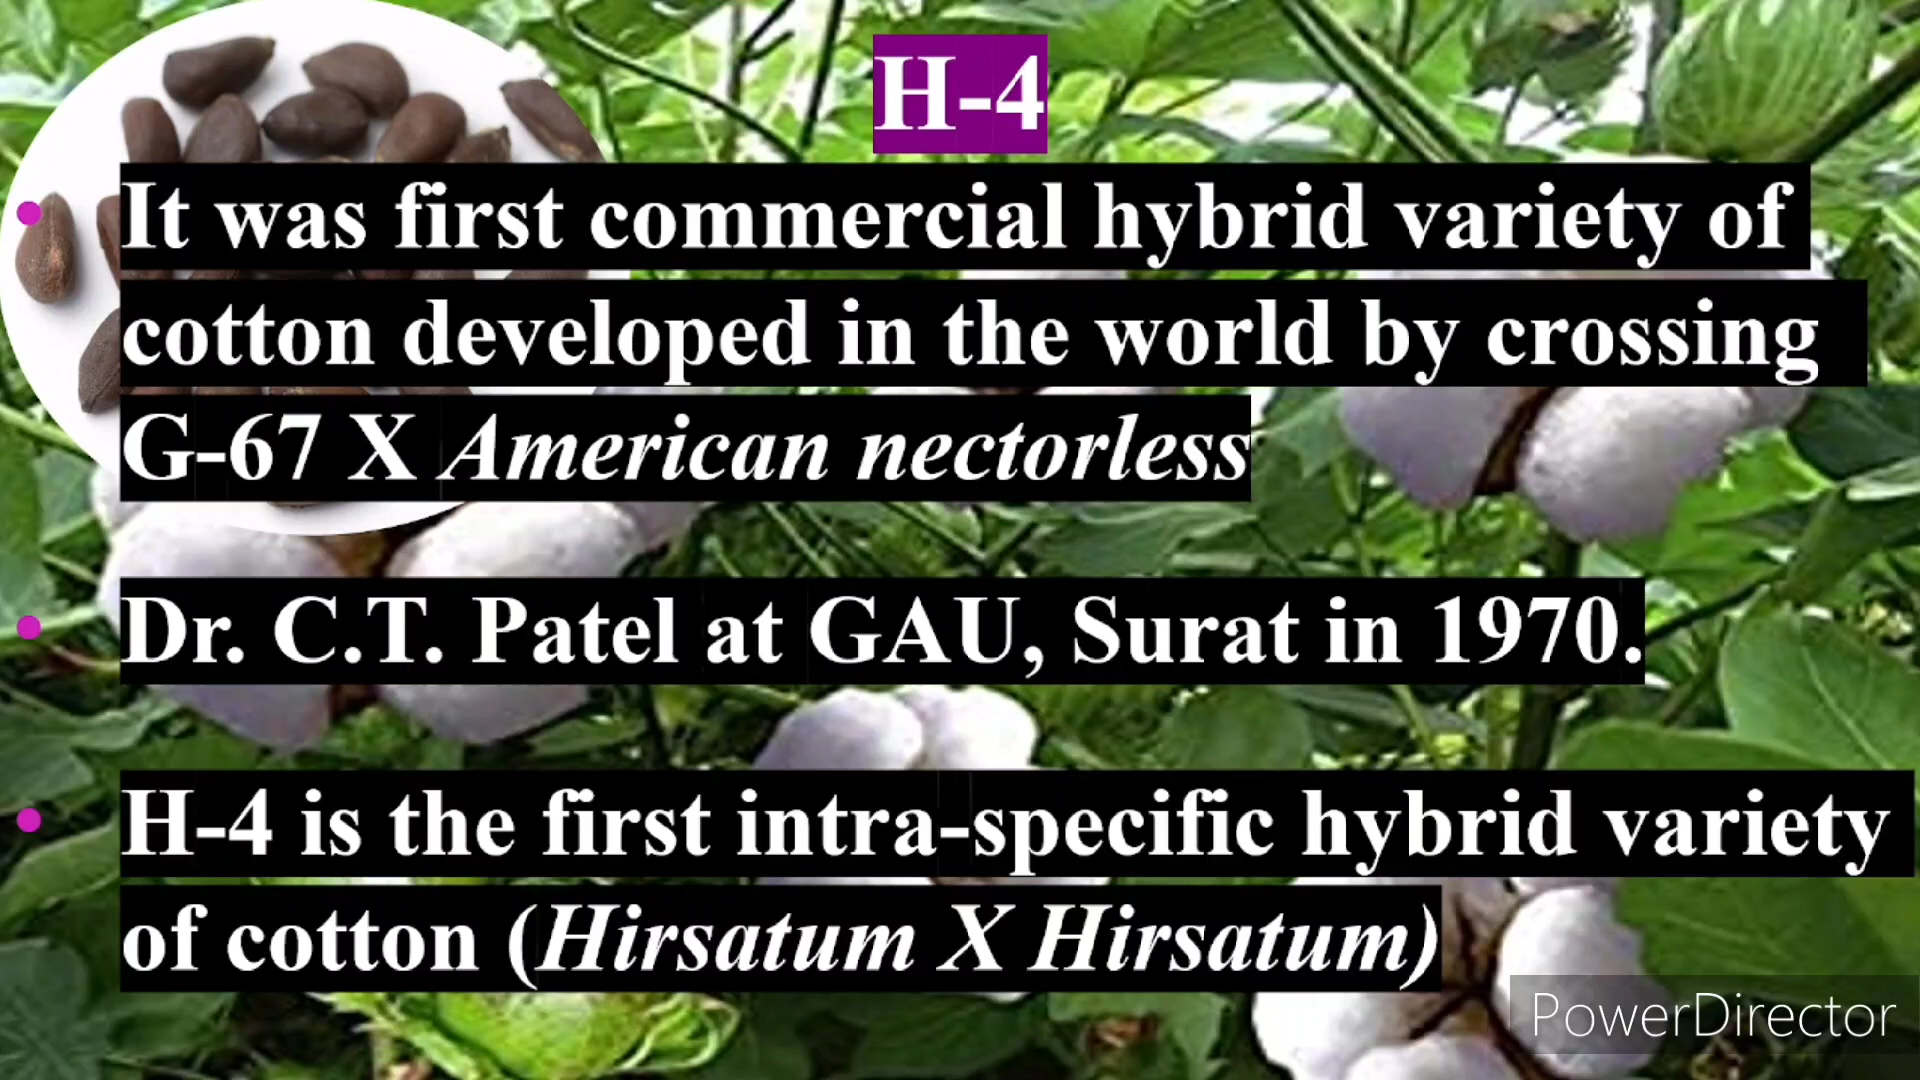 H-4
• It was first commercial hybrid variety of
cotton developed in the world by crossing
G-67 X American nectorless
• Dr. C.T. Patel at GAU, Surat in 1970.
• H-4 is the first intra-specific hybrid variety
of cotton (Hirsatum X Hirsatum)
PowerDirector